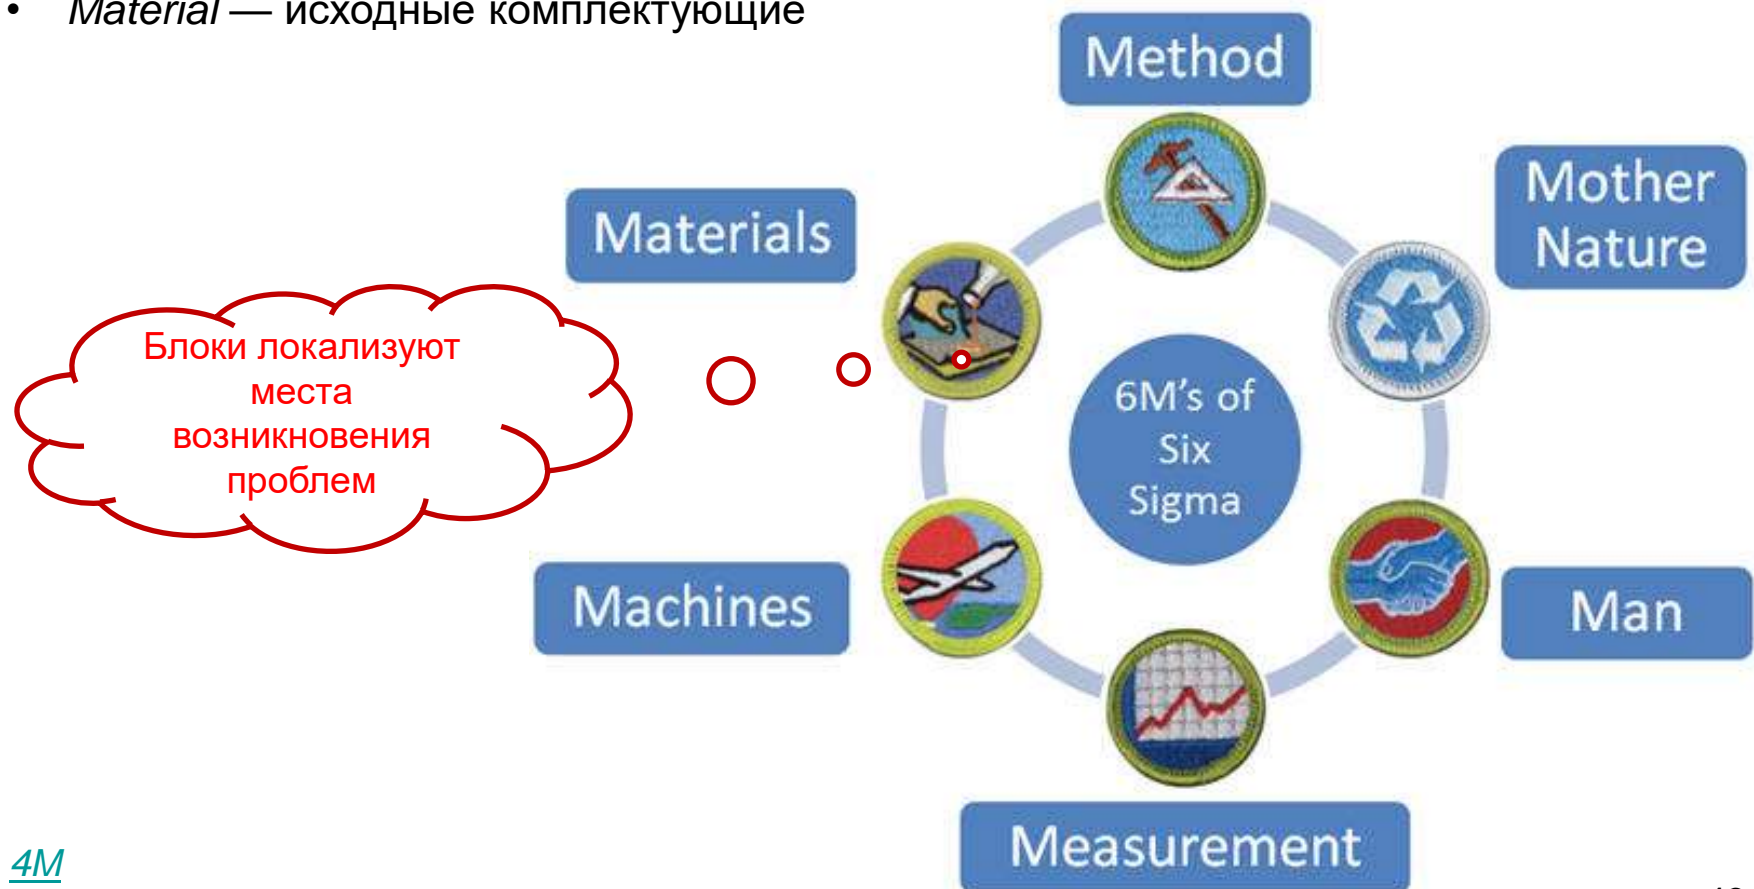 • Material — исходные комплектующие
Method
Mother
Nature
Materials
Блоки локализуют
места
возникновения
проблем
6M’s of
Six
Sigma
Machines
Man
Measurement
4M